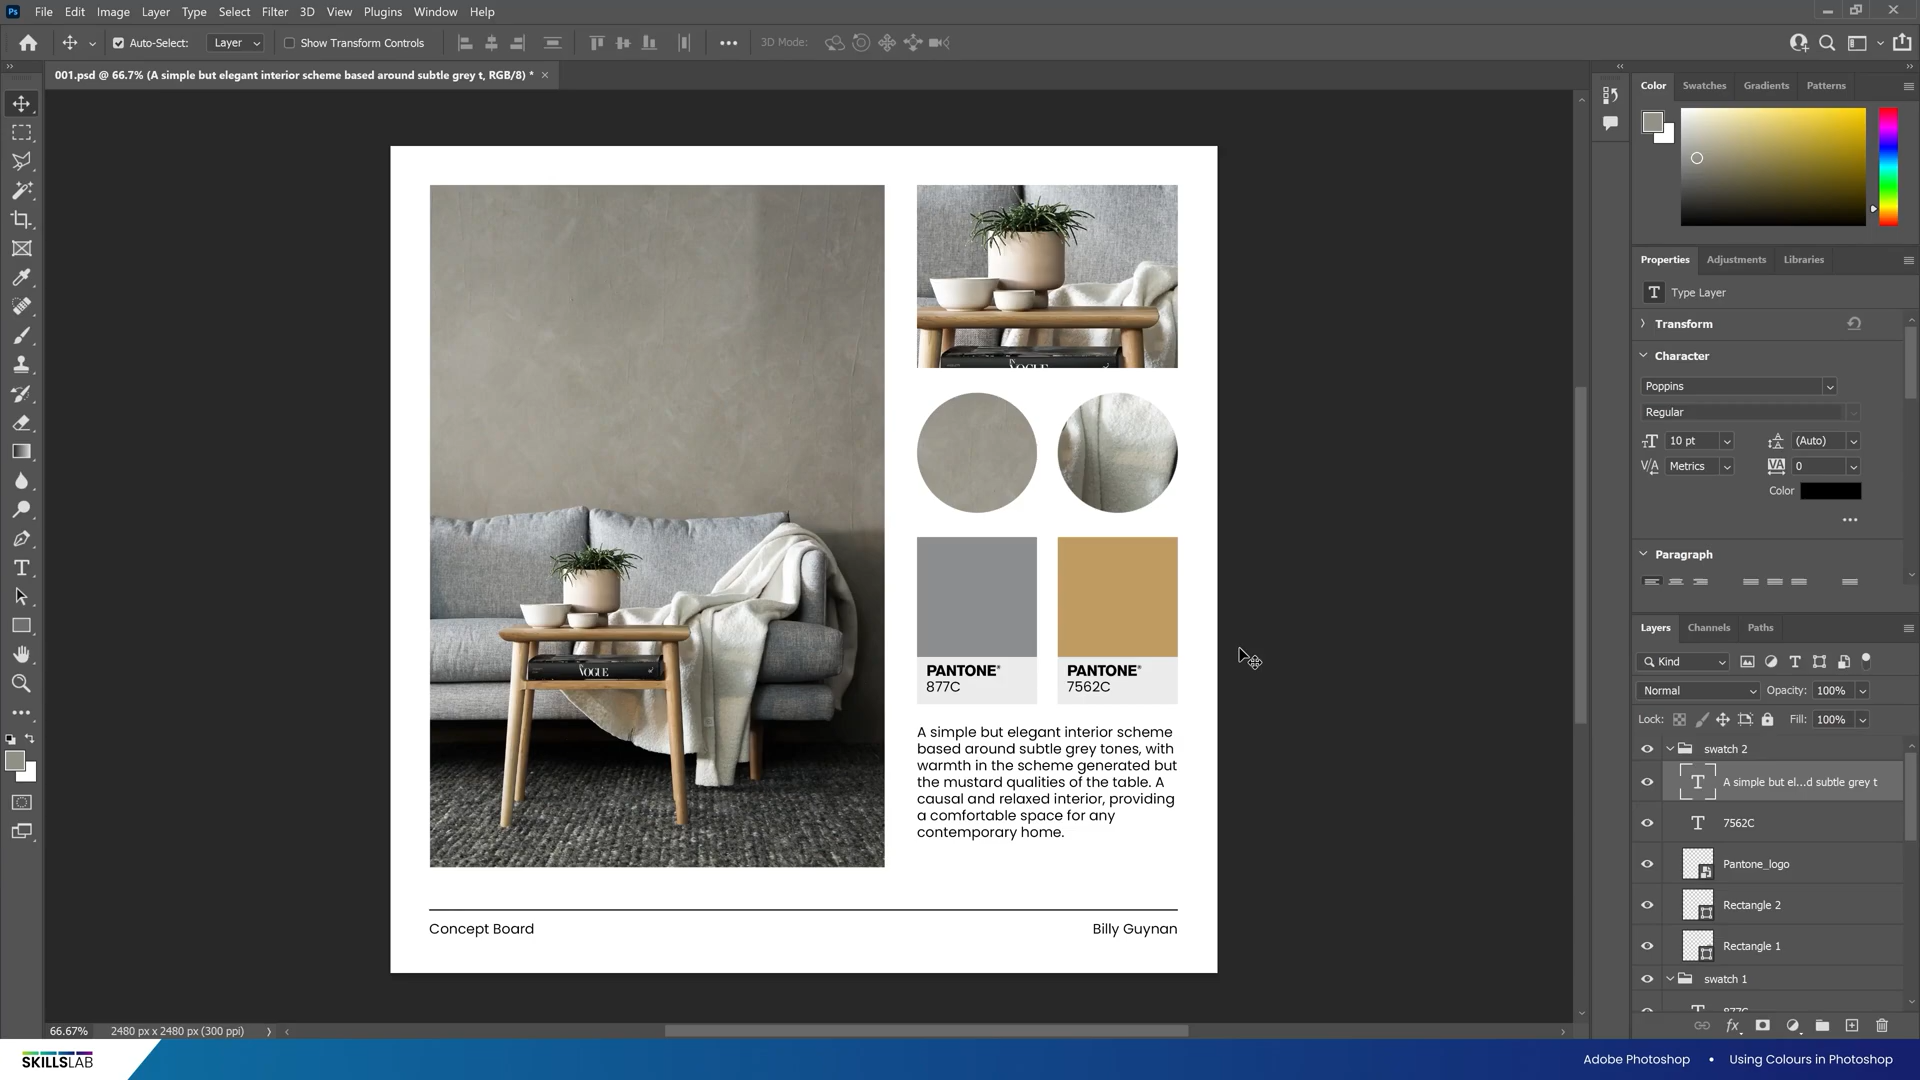 Ps File Edit Image Layer Type Select Filter 3D View Plugins Window Help
Auto-Select: Layer Show Transform Controls 3D Mode:
001.psd @ 66.7% (A simple but elegant interior scheme based around subtle grey t, RGB/8) *
VOGUE
PANTONE®
877C
PANTONE®
7562C
A simple but elegant interior scheme
based around subtle grey tones, with
warmth in the scheme generated but
the mustard qualities of the table. A
causal and relaxed interior, providing
a comfortable space for any
contemporary home.
VOGUE
Concept Board
Billy Guynan
Color Swatches Gradients Patterns
Properties Adjustments Libraries
Type Layer
Transform
Character
Poppins
Regular
10 pt (Auto)
Metrics 0
Color
Paragraph
Layers Channels Paths
Kind
Normal Opacity: 100%
Lock: Fill: 100%
swatch 2
A simple but el...d subtle grey t
7562C
Pantone_logo
Rectangle 2
Rectangle 1
swatch 1
877C
66.67% 2480 px x 2480 px (300 ppi)
SKILLSLAB
Adobe Photoshop • Using Colours in Photoshop